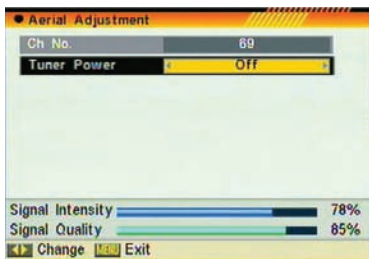 Aerial Adjustment
Ch No. 69
Tuner Power Off
Signal Intensity 78%
Signal Quality 85%
Change MENU Exit